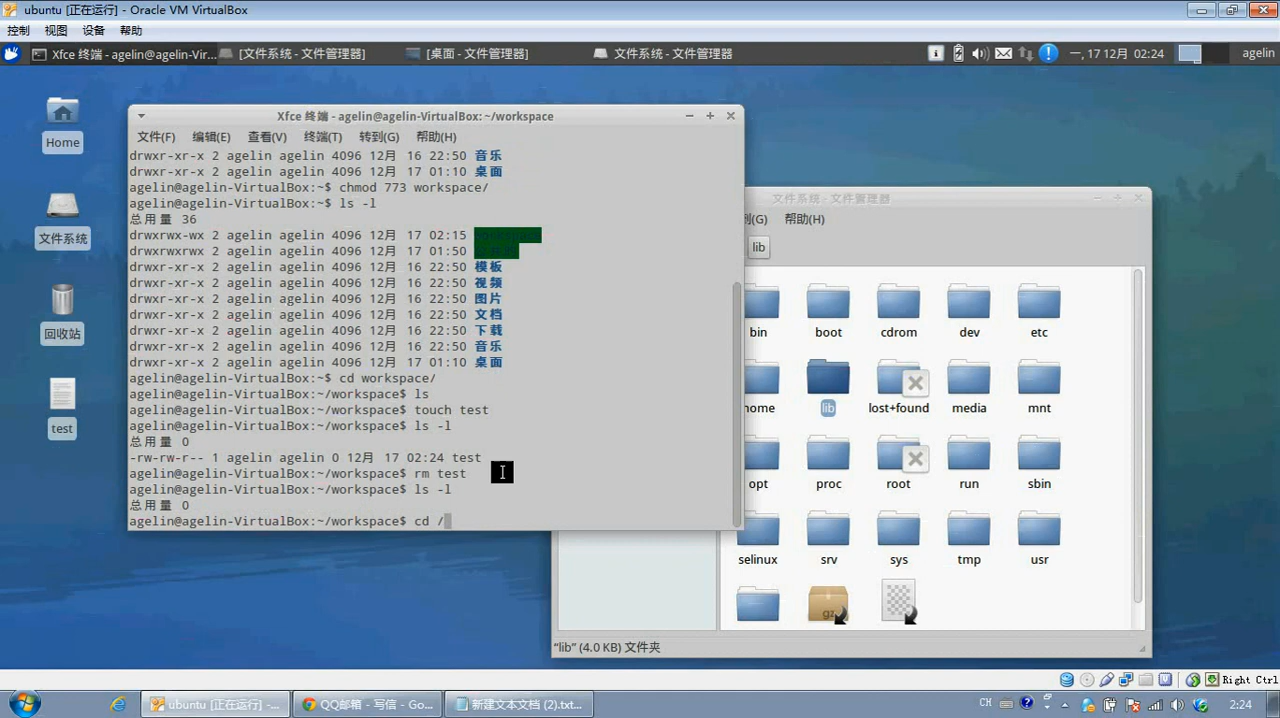 ubuntu [正在运行] - Oracle VM VirtualBox
控制 视图 设备 帮助
Xfce 终端 - agelin@agelin-Vir... [文件系统 - 文件管理器] [桌面 - 文件管理器] 文件系统 - 文件管理器 一, 17 12月 02:24 agelin
Home
文件系统
回收站
test
Xfce 终端 - agelin@agelin-VirtualBox: ~/workspace
文件(F) 编辑(E) 查看(V) 终端(T) 转到(G) 帮助(H)
drwxr-xr-x 2 agelin agelin 4096 12月 16 22:50 音乐
drwxr-xr-x 2 agelin agelin 4096 12月 17 01:10 桌面
agelin@agelin-VirtualBox:~$ chmod 773 workspace/
agelin@agelin-VirtualBox:~$ ls -l
总用量 36
drwxrwx-wx 2 agelin agelin 4096 12月 17 02:15
drwxrwxrwx 2 agelin agelin 4096 12月 17 01:50
drwxr-xr-x 2 agelin agelin 4096 12月 16 22:50 模板
drwxr-xr-x 2 agelin agelin 4096 12月 16 22:50 视频
drwxr-xr-x 2 agelin agelin 4096 12月 16 22:50 图片
drwxr-xr-x 2 agelin agelin 4096 12月 16 22:50 文档
drwxr-xr-x 2 agelin agelin 4096 12月 16 22:50 下载
drwxr-xr-x 2 agelin agelin 4096 12月 16 22:50 音乐
drwxr-xr-x 2 agelin agelin 4096 12月 17 01:10 桌面
agelin@agelin-VirtualBox:~$ cd workspace/
agelin@agelin-VirtualBox:~/workspace$ ls
agelin@agelin-VirtualBox:~/workspace$ touch test
agelin@agelin-VirtualBox:~/workspace$ ls -l
总用量 0
-rw-rw-r-- 1 agelin agelin 0 12月 17 02:24 test
agelin@agelin-VirtualBox:~/workspace$ rm test
agelin@agelin-VirtualBox:~/workspace$ ls -l
总用量 0
agelin@agelin-VirtualBox:~/workspace$ cd /
文件系统 - 文件管理器
(G) 帮助(H)
lib
bin boot cdrom dev etc
home lib lost+found media mnt
opt proc root run sbin
selinux srv sys tmp usr
gz
“lib” (4.0 KB) 文件夹
Right Ctrl
ubuntu [正在运行] -... QQ邮箱 - 写信 - Go... 新建文本文档 (2).txt... CH 2:24